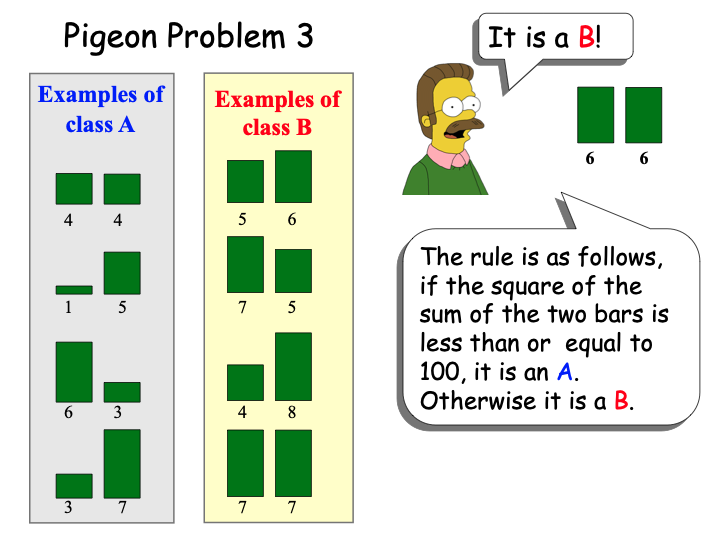 Pigeon Problem 3
Examples of
class A
4 4
1 5
6 3
3 7
Examples of
class B
5 6
7 5
4 8
7 7
It is a B!
6 6
The rule is as follows,
if the square of the
sum of the two bars is
less than or equal to
100, it is an A.
Otherwise it is a B.